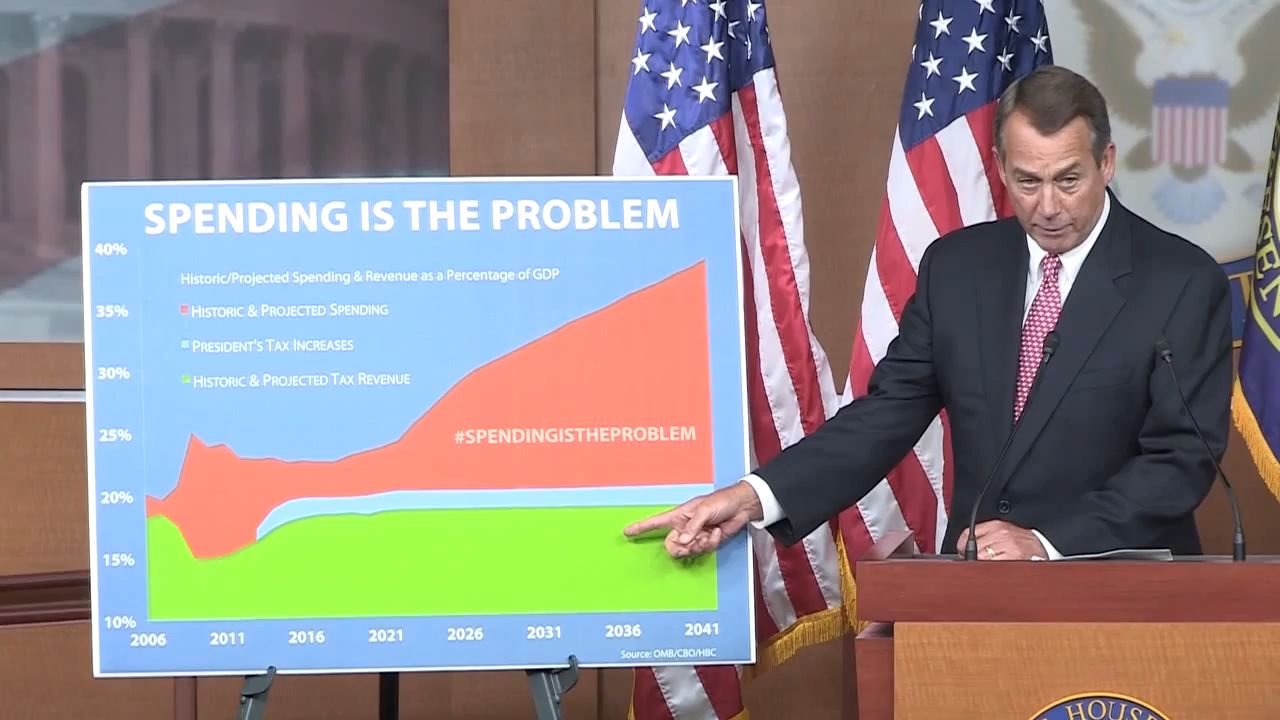 SPENDING IS THE PROBLEM
40%
Historic/Projected Spending & Revenue as a Percentage of GDP
35%
HISTORIC & PROJECTED SPENDING
PRESIDENT'S TAX INCREASES
30%
HISTORIC & PROJECTED TAX REVENUE
25%
#SPENDINGISTHEPROBLEM
20%
15%
10%
2006 2011 2016 2021 2026 2031 2036 2041
Source: OMB/CBO/HBC